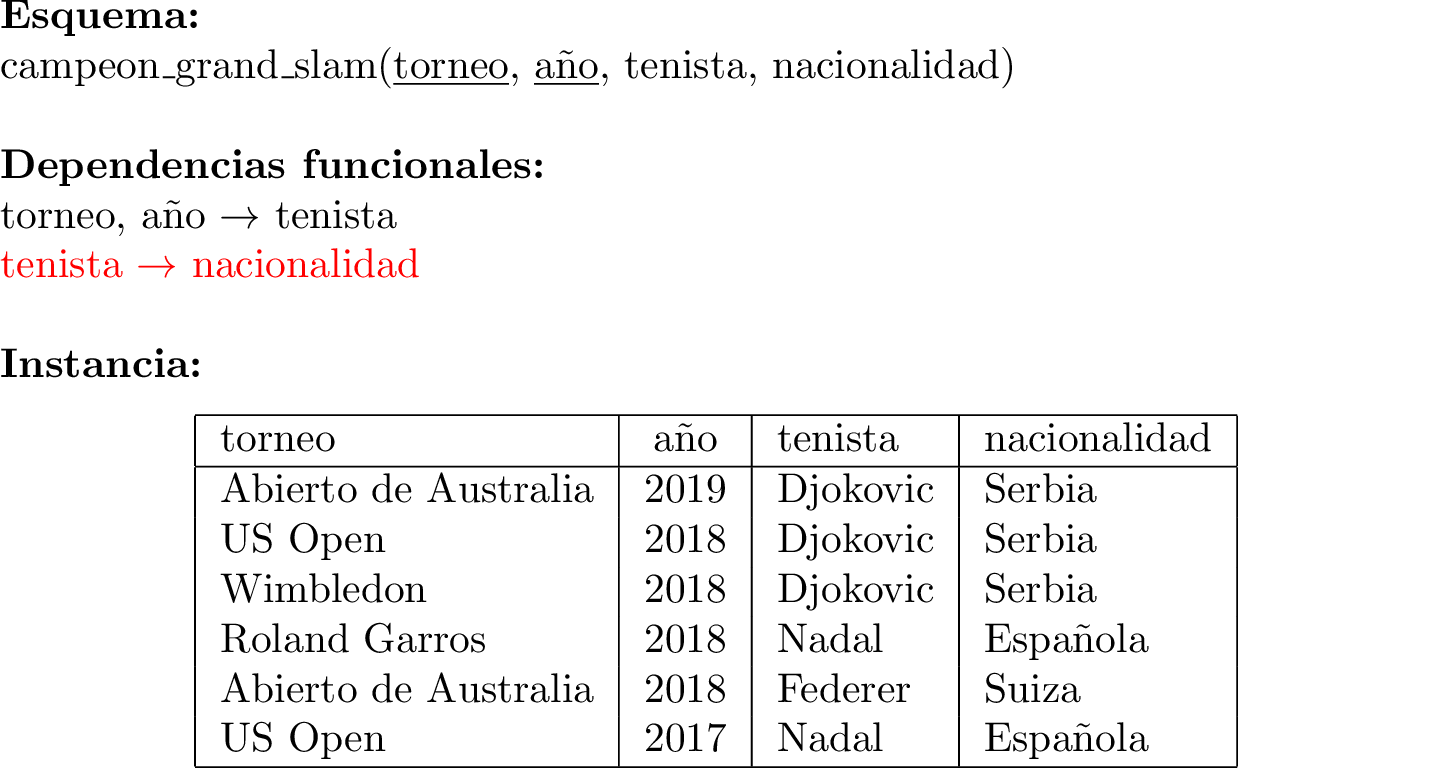 Esquema:
campeon_grand_slam(torneo, año, tenista, nacionalidad)
Dependencias funcionales:
torneo, año → tenista
tenista → nacionalidad
Instancia:
torneo año tenista nacionalidad
Abierto de Australia 2019 Djokovic Serbia
US Open 2018 Djokovic Serbia
Wimbledon 2018 Djokovic Serbia
Roland Garros 2018 Nadal Española
Abierto de Australia 2018 Federer Suiza
US Open 2017 Nadal Española